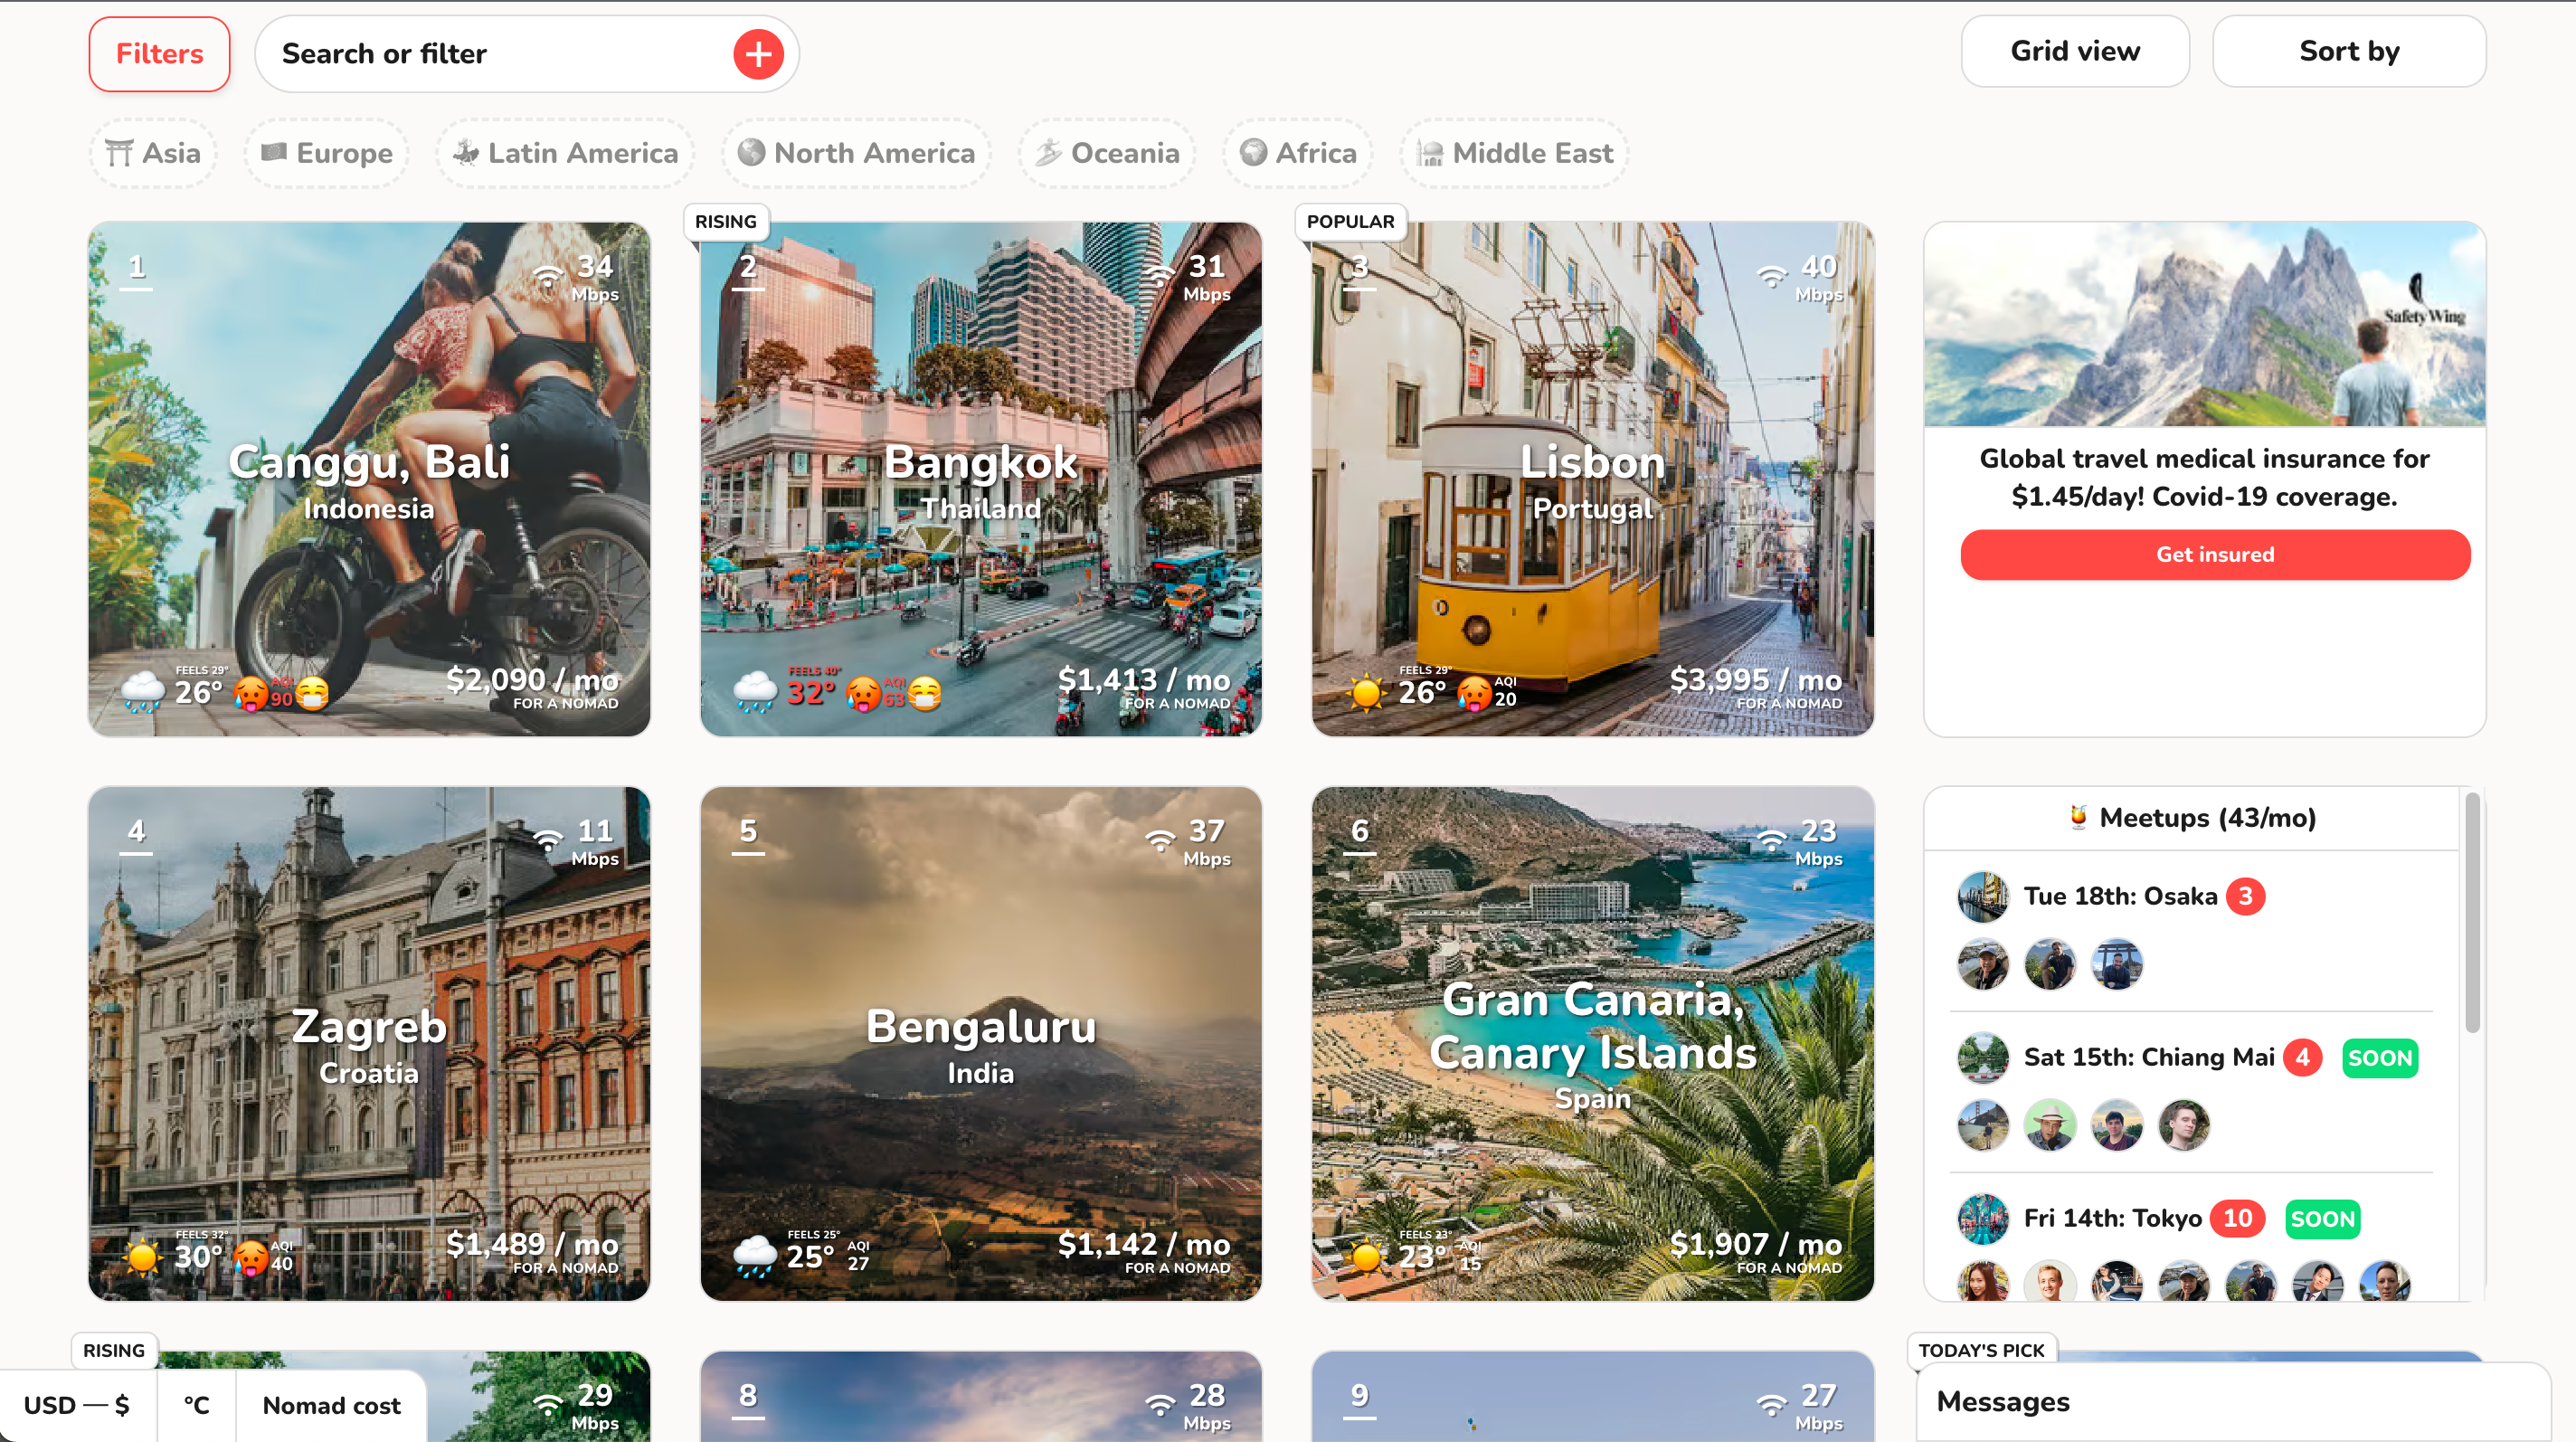 Filters
Search or filter
Grid view
Sort by
Asia
Europe
Latin America
North America
Oceania
Africa
Middle East
1
34
Mbps
Canggu, Bali
Indonesia
FEELS 29°
26°
AQI
90
$2,090 / mo
FOR A NOMAD
RISING
2
31
Mbps
Bangkok
Thailand
FEELS 40°
32°
AQI
63
$1,413 / mo
FOR A NOMAD
POPULAR
3
40
Mbps
Lisbon
Portugal
FEELS 29°
26°
AQI
20
$3,995 / mo
FOR A NOMAD
SafetyWing
Global travel medical insurance for
$1.45/day! Covid-19 coverage.
Get insured
4
11
Mbps
Zagreb
Croatia
FEELS 32°
30°
AQI
40
$1,489 / mo
FOR A NOMAD
5
37
Mbps
Bengaluru
India
FEELS 25°
25°
AQI
27
$1,142 / mo
FOR A NOMAD
6
23
Mbps
Gran Canaria,
Canary Islands
Spain
FEELS 23°
23°
AQI
15
$1,907 / mo
FOR A NOMAD
Meetups (43/mo)
Tue 18th: Osaka 3
Sat 15th: Chiang Mai 4 SOON
Fri 14th: Tokyo 10 SOON
RISING
29
Mbps
8
28
Mbps
9
27
Mbps
TODAY'S PICK
USD — $
°C
Nomad cost
Messages